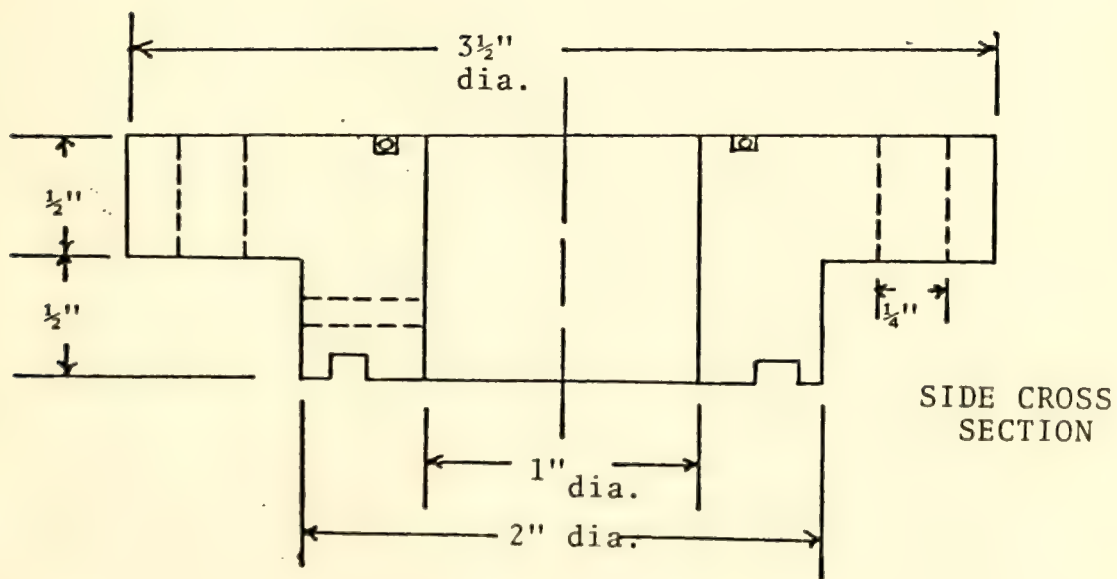 3½"
dia.
½"
½"
¼"
SIDE CROSS
SECTION
1"
dia.
2" dia.